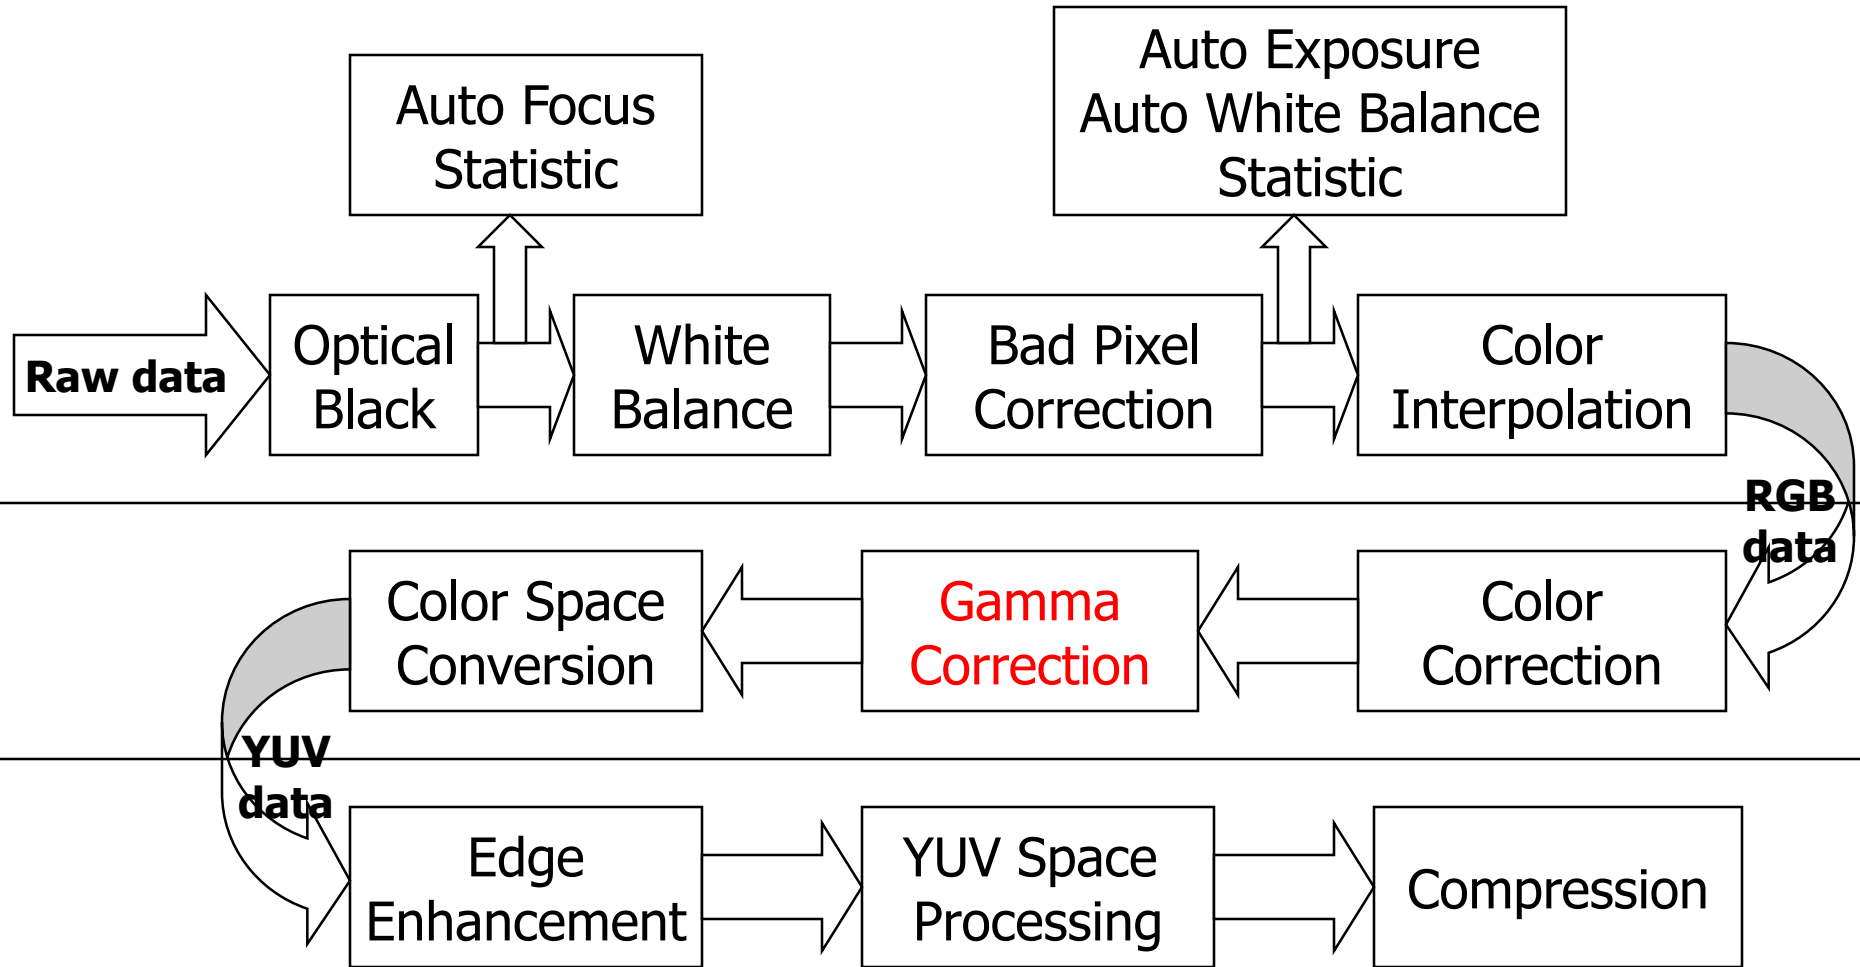 Auto Focus
Statistic
Auto Exposure
Auto White Balance
Statistic
Raw data
Optical
Black
White
Balance
Bad Pixel
Correction
Color
Interpolation
RGB
data
Color
Correction
Gamma
Correction
Color Space
Conversion
YUV
data
Edge
Enhancement
YUV Space
Processing
Compression